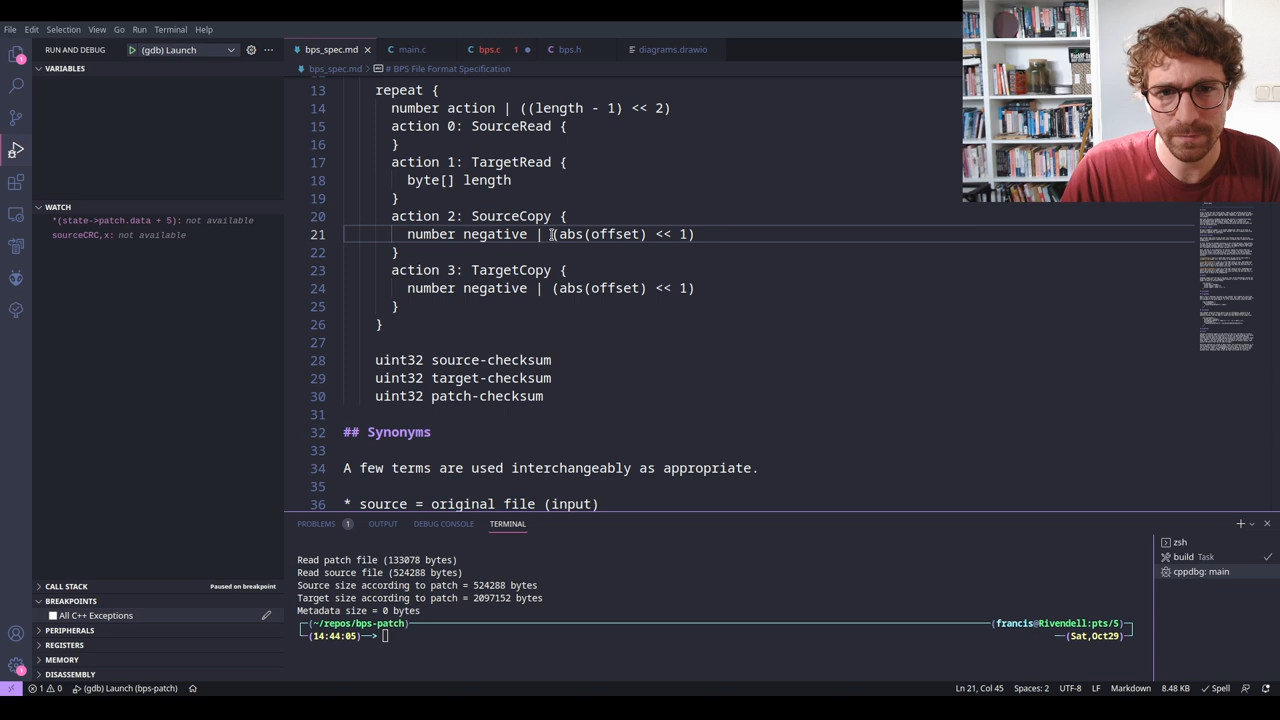 File Edit Selection View Go Run Terminal Help
RUN AND DEBUG (gdb) Launch
bps_spec.md main.c bps.c 1 bps.h diagrams.drawio
VARIABLES
bps_spec.md > # BPS File Format Specification
13 repeat {
14 number action | ((length - 1) << 2)
15 action 0: SourceRead {
16 }
17 action 1: TargetRead {
18 byte[] length
19 }
20 action 2: SourceCopy {
21 number negative | (abs(offset) << 1)
22 }
23 action 3: TargetCopy {
24 number negative | (abs(offset) << 1)
25 }
26 }
27
28 uint32 source-checksum
29 uint32 target-checksum
30 uint32 patch-checksum
31
32 ## Synonyms
33
34 A few terms are used interchangeably as appropriate.
35
36 * source = original file (input)
WATCH
*(state->patch.data + 5): not available
sourceCRC,x: not available
CALL STACK Paused on breakpoint
BREAKPOINTS
All C++ Exceptions
PERIPHERALS
REGISTERS
MEMORY
DISASSEMBLY
PROBLEMS 1 OUTPUT DEBUG CONSOLE TERMINAL
Read patch file (133078 bytes)
Read source file (524288 bytes)
Source size according to patch = 524288 bytes
Target size according to patch = 2097152 bytes
Metadata size = 0 bytes
(~/repos/bps-patch) (francis@Rivendell:pts/5)
(14:44:05)-> (Sat,Oct29)
zsh
build Task
cppdbg: main
1 0 (gdb) Launch (bps-patch) Ln 21, Col 45 Spaces: 2 UTF-8 LF Markdown 8.48 KB Spell